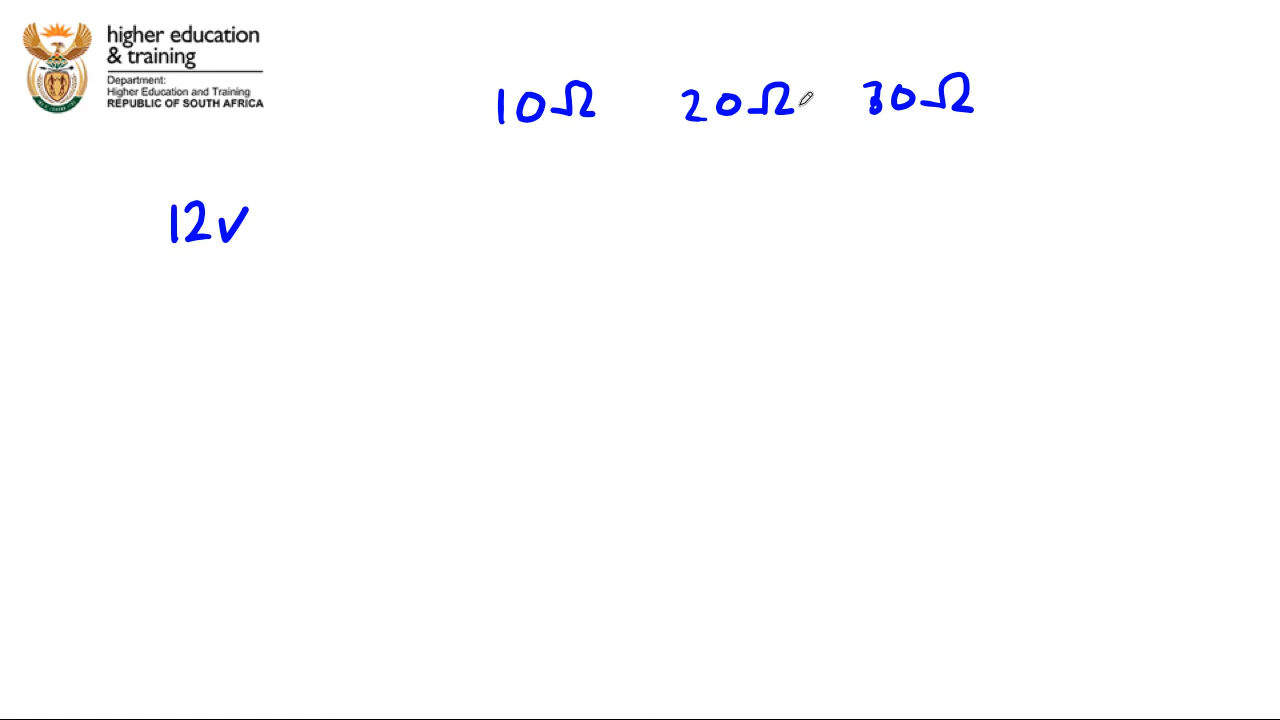 higher education
& training
Department:
Higher Education and Training
REPUBLIC OF SOUTH AFRICA
10Ω 20Ω 30Ω
12V